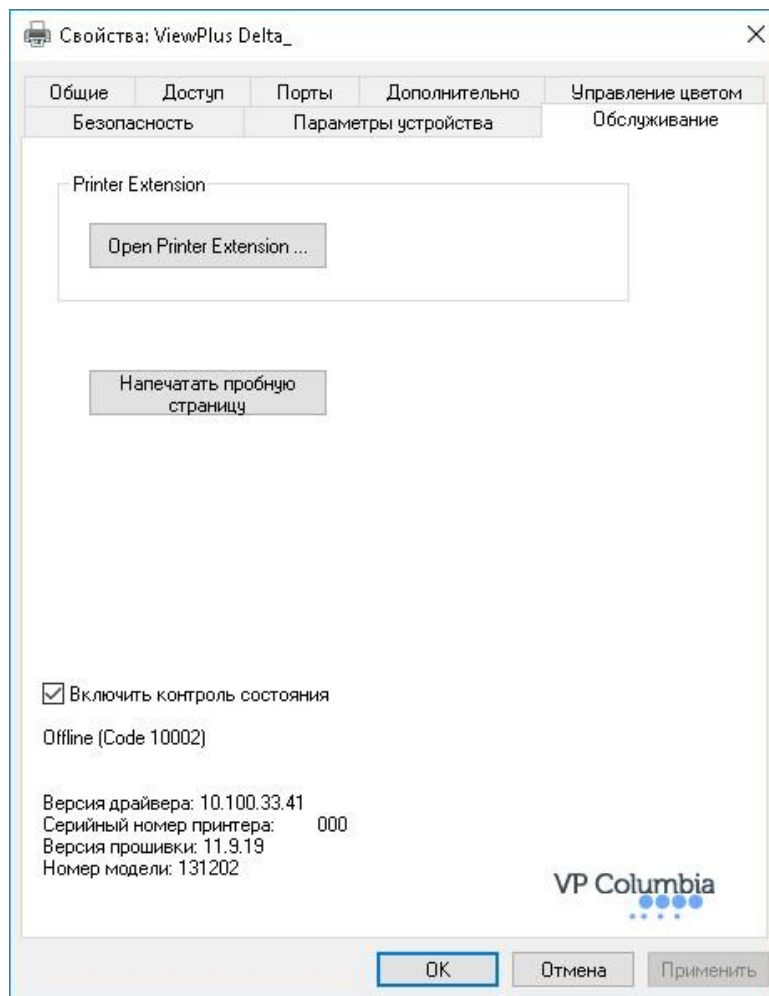 Свойства: ViewPlus Delta_
Общие Доступ Порты Дополнительно Управление цветом
Безопасность Параметры устройства Обслуживание
Printer Extension
Open Printer Extension ...
Напечатать пробную
страницу
Включить контроль состояния
Offline (Code 10002)
Версия драйвера: 10.100.33.41
Серийный номер принтера: 000
Версия прошивки: 11.9.19
Номер модели: 131202
VP Columbia
OK Отмена Применить